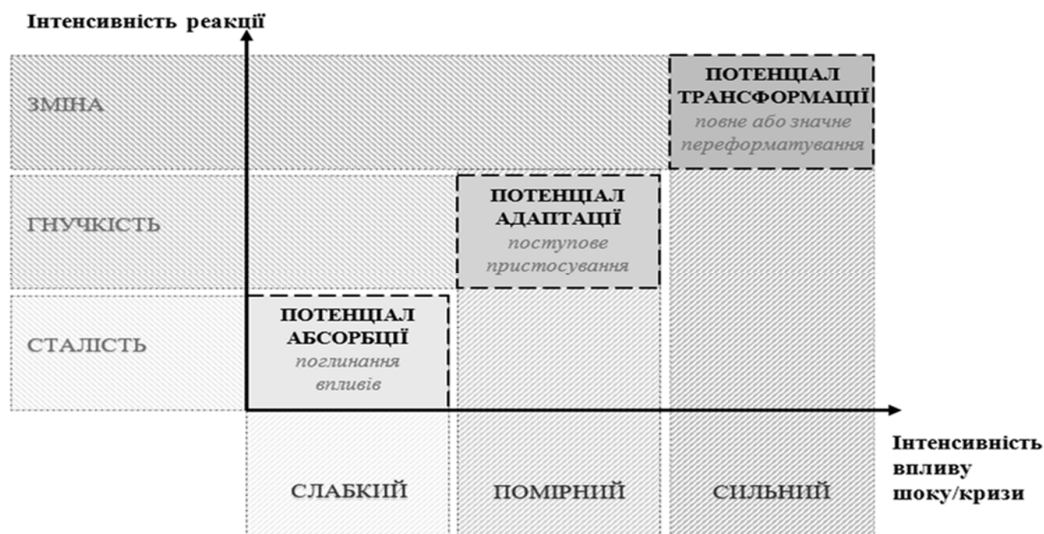 Інтенсивність реакції
ЗМІНА
ПОТЕНЦІАЛ
ТРАНСФОРМАЦІЇ
повне або значне
переформатування
ГНУЧКІСТЬ
ПОТЕНЦІАЛ
АДАПТАЦІЇ
поступове
пристосування
СТАЛІСТЬ
ПОТЕНЦІАЛ
АБСОРБЦІЇ
поглинання
впливів
Інтенсивність
впливу
шоку/кризи
СЛАБКИЙ
ПОМІРНИЙ
СИЛЬНИЙ